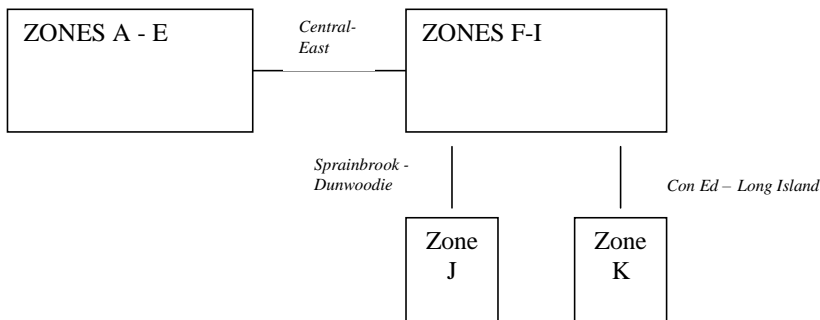 ZONES A - E
Central-
East
ZONES F-I
Sprainbrook -
Dunwoodie
Con Ed – Long Island
Zone
J
Zone
K